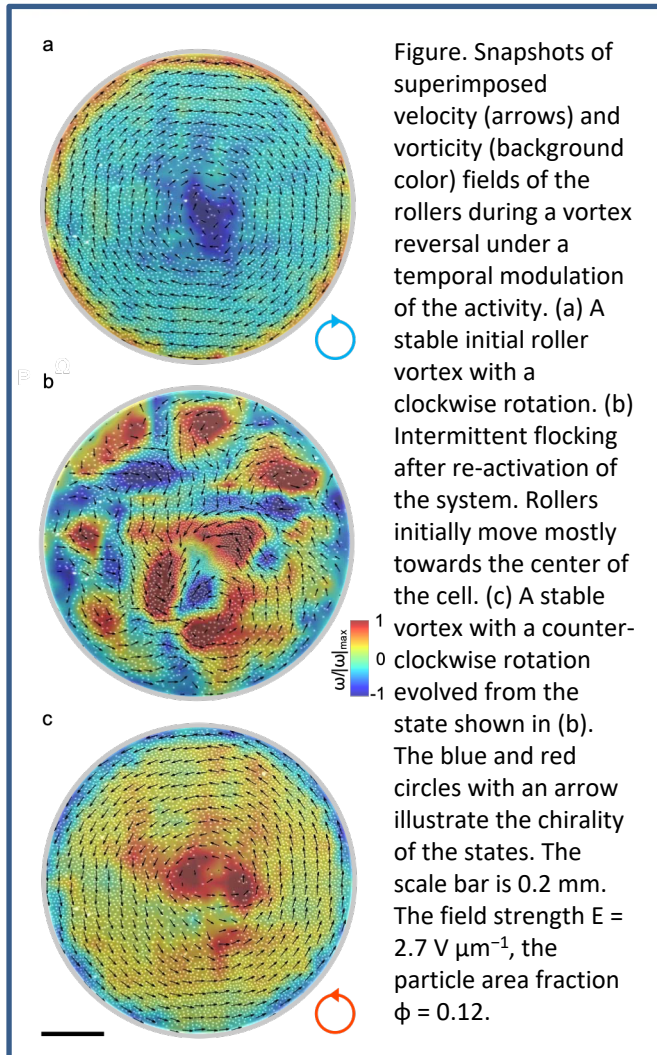 a
b
c
β Ω
ω/|ω|max
1
0
-1
Figure. Snapshots of
superimposed
velocity (arrows) and
vorticity (background
color) fields of the
rollers during a vortex
reversal under a
temporal modulation
of the activity. (a) A
stable initial roller
vortex with a
clockwise rotation. (b)
Intermittent flocking
after re-activation of
the system. Rollers
initially move mostly
towards the center of
the cell. (c) A stable
vortex with a counter-
clockwise rotation
evolved from the
state shown in (b).
The blue and red
circles with an arrow
illustrate the chirality
of the states. The
scale bar is 0.2 mm.
The field strength E =
2.7 V μm⁻¹, the
particle area fraction
ϕ = 0.12.